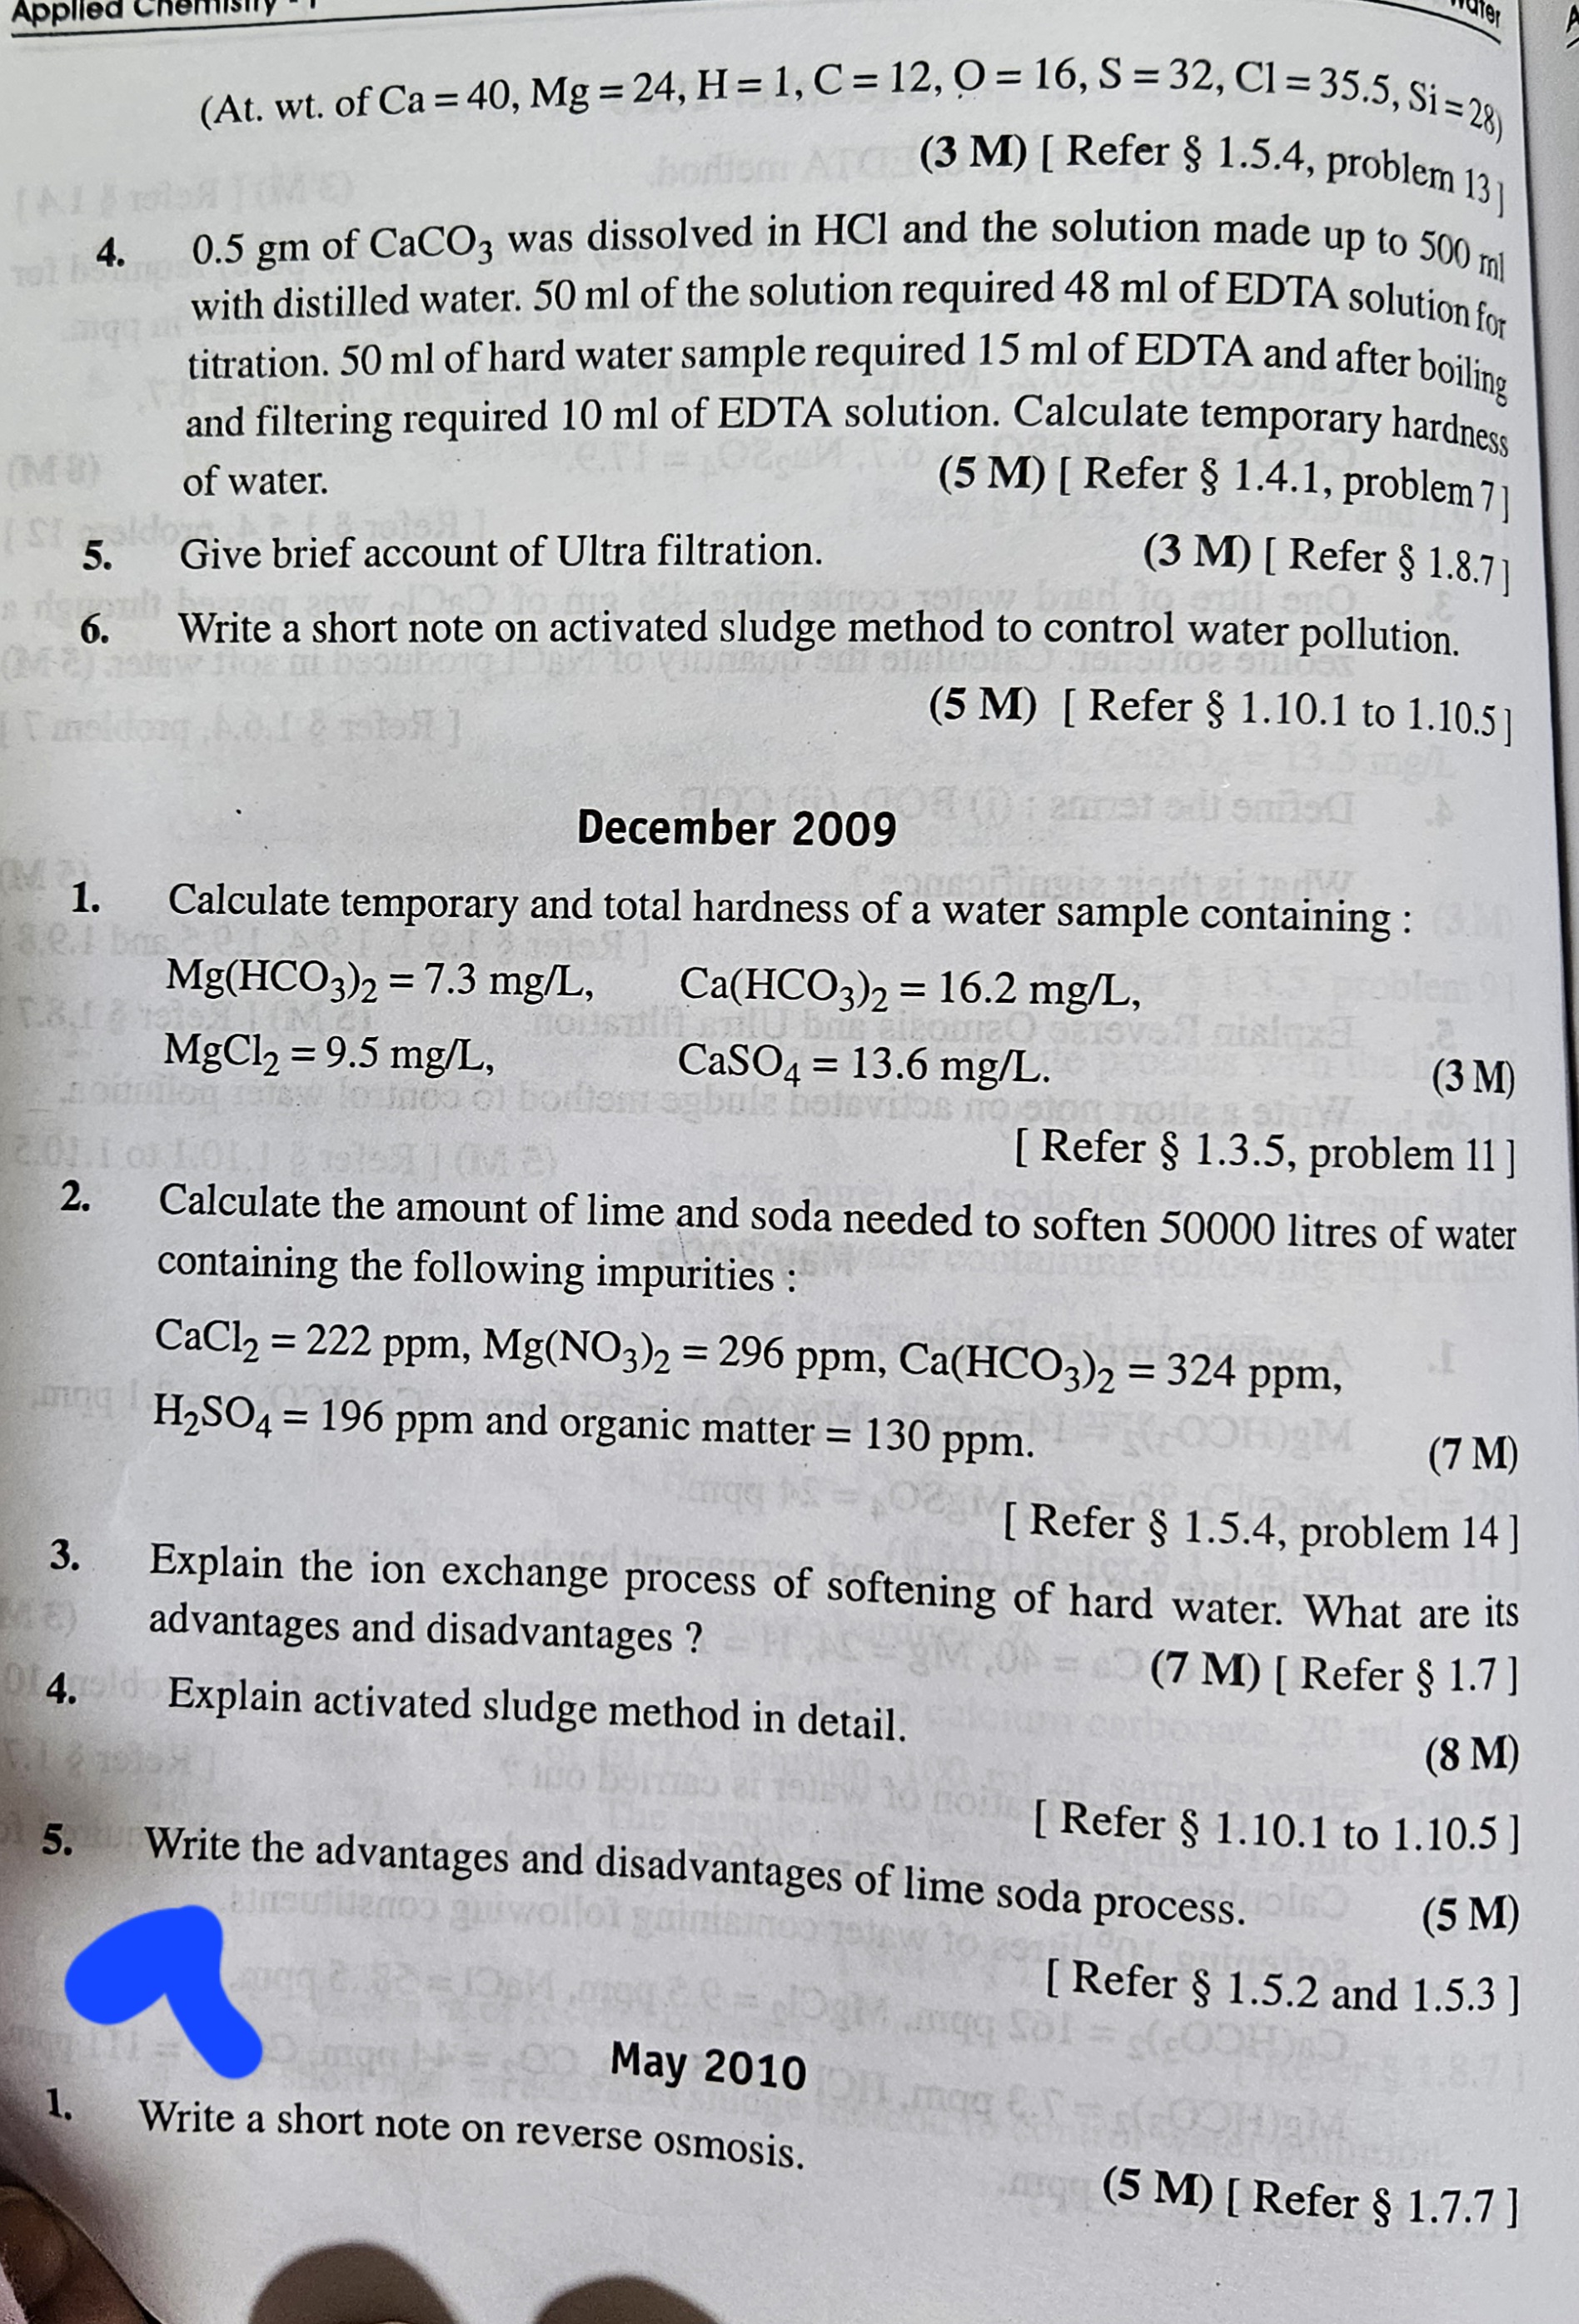 Applied Chemistry - 1
Water
(At. wt. of Ca = 40, Mg = 24, H = 1, C = 12, O = 16, S = 32, Cl = 35.5, Si = 28)
(3 M) [ Refer § 1.5.4, problem 13 ]
4. 0.5 gm of CaCO₃ was dissolved in HCl and the solution made up to 500 ml
with distilled water. 50 ml of the solution required 48 ml of EDTA solution for
titration. 50 ml of hard water sample required 15 ml of EDTA and after boiling
and filtering required 10 ml of EDTA solution. Calculate temporary hardness
of water. (5 M) [ Refer § 1.4.1, problem 7 ]
5. Give brief account of Ultra filtration. (3 M) [ Refer § 1.8.7 ]
6. Write a short note on activated sludge method to control water pollution.
(5 M) [ Refer § 1.10.1 to 1.10.5 ]
December 2009
1. Calculate temporary and total hardness of a water sample containing :
Mg(HCO₃)₂ = 7.3 mg/L, Ca(HCO₃)₂ = 16.2 mg/L,
MgCl₂ = 9.5 mg/L, CaSO₄ = 13.6 mg/L. (3 M)
[ Refer § 1.3.5, problem 11 ]
2. Calculate the amount of lime and soda needed to soften 50000 litres of water
containing the following impurities :
CaCl₂ = 222 ppm, Mg(NO₃)₂ = 296 ppm, Ca(HCO₃)₂ = 324 ppm,
H₂SO₄ = 196 ppm and organic matter = 130 ppm. (7 M)
[ Refer § 1.5.4, problem 14 ]
3. Explain the ion exchange process of softening of hard water. What are its
advantages and disadvantages ? (7 M) [ Refer § 1.7 ]
4. Explain activated sludge method in detail. (8 M)
[ Refer § 1.10.1 to 1.10.5 ]
5. Write the advantages and disadvantages of lime soda process. (5 M)
[ Refer § 1.5.2 and 1.5.3 ]
May 2010
1. Write a short note on reverse osmosis.
(5 M) [ Refer § 1.7.7 ]